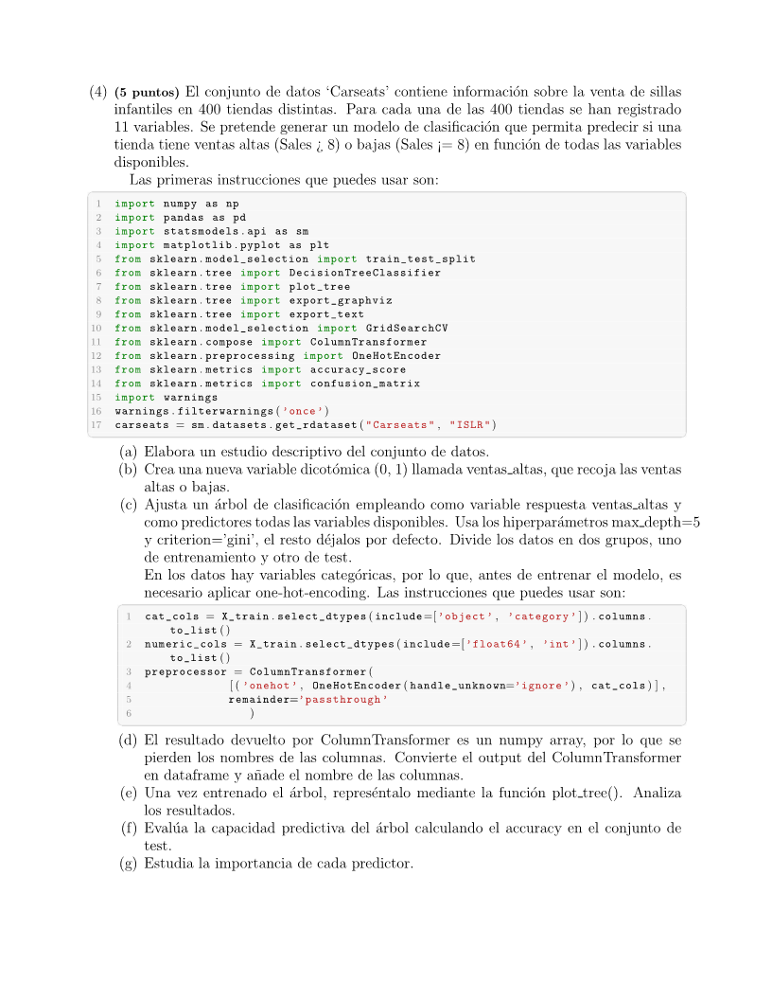 (4) (5 puntos) El conjunto de datos ‘Carseats’ contiene información sobre la venta de sillas
infantiles en 400 tiendas distintas. Para cada una de las 400 tiendas se han registrado
11 variables. Se pretende generar un modelo de clasificación que permita predecir si una
tienda tiene ventas altas (Sales ¿ 8) o bajas (Sales ¡= 8) en función de todas las variables
disponibles.
Las primeras instrucciones que puedes usar son:
1 import numpy as np
2 import pandas as pd
3 import statsmodels.api as sm
4 import matplotlib.pyplot as plt
5 from sklearn.model_selection import train_test_split
6 from sklearn.tree import DecisionTreeClassifier
7 from sklearn.tree import plot_tree
8 from sklearn.tree import export_graphviz
9 from sklearn.tree import export_text
10 from sklearn.model_selection import GridSearchCV
11 from sklearn.compose import ColumnTransformer
12 from sklearn.preprocessing import OneHotEncoder
13 from sklearn.metrics import accuracy_score
14 from sklearn.metrics import confusion_matrix
15 import warnings
16 warnings.filterwarnings(’once’)
17 carseats = sm.datasets.get_rdataset("Carseats", "ISLR")
(a) Elabora un estudio descriptivo del conjunto de datos.
(b) Crea una nueva variable dicotómica (0, 1) llamada ventas_altas, que recoja las ventas
altas o bajas.
(c) Ajusta un árbol de clasificación empleando como variable respuesta ventas_altas y
como predictores todas las variables disponibles. Usa los hiperparámetros max_depth=5
y criterion=’gini’, el resto déjalos por defecto. Divide los datos en dos grupos, uno
de entrenamiento y otro de test.
En los datos hay variables categóricas, por lo que, antes de entrenar el modelo, es
necesario aplicar one-hot-encoding. Las instrucciones que puedes usar son:
1 cat_cols = X_train.select_dtypes(include=[’object’, ’category’]).columns.
to_list()
2 numeric_cols = X_train.select_dtypes(include=[’float64’, ’int’]).columns.
to_list()
3 preprocessor = ColumnTransformer(
4 [(’onehot’, OneHotEncoder(handle_unknown=’ignore’), cat_cols)],
5 remainder=’passthrough’
6 )
(d) El resultado devuelto por ColumnTransformer es un numpy array, por lo que se
pierden los nombres de las columnas. Convierte el output del ColumnTransformer
en dataframe y añade el nombre de las columnas.
(e) Una vez entrenado el árbol, represéntalo mediante la función plot_tree(). Analiza
los resultados.
(f) Evalúa la capacidad predictiva del árbol calculando el accuracy en el conjunto de
test.
(g) Estudia la importancia de cada predictor.